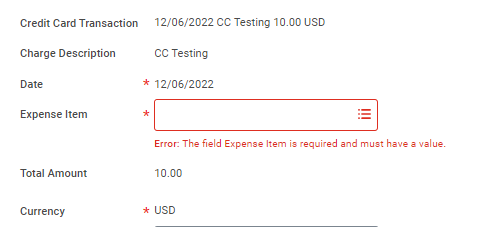 Credit Card Transaction 12/06/2022 CC Testing 10.00 USD
Charge Description CC Testing
Date * 12/06/2022
Expense Item *
Error: The field Expense Item is required and must have a value.
Total Amount 10.00
Currency * USD